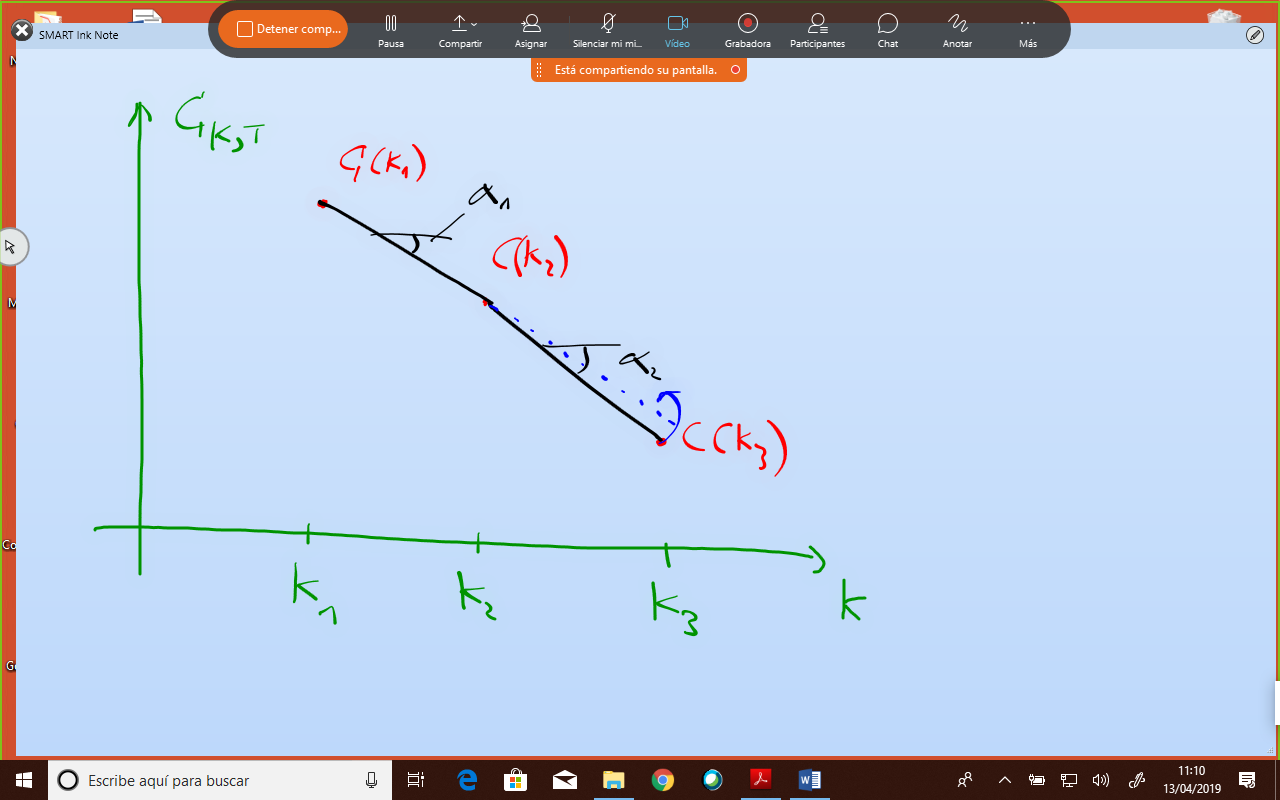 SMART Ink Note
Detener comp...
Pausa
Compartir
Asignar
Silenciar mi mi...
Vídeo
Grabadora
Participantes
Chat
Anotar
Más
Está compartiendo su pantalla.
C(K,T
C(K1)
α1
C(K2)
α2
C(K3)
K1
K2
K3
K
Escribe aquí para buscar
11:10
13/04/2019